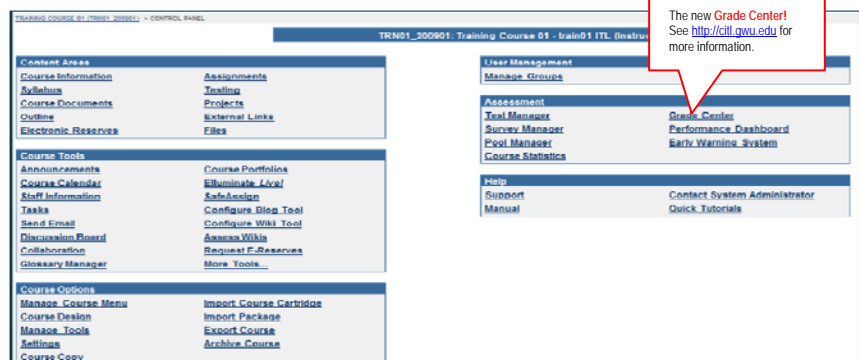 TRAINING COURSE 01 (TRN01_200901) > CONTROL PANEL
The new Grade Center!
See http://citl.gwu.edu for
more information.
TRN01_200901: Training Course 01 - train01 ITL (Instruc
Content Areas
Course Information Assignments
Syllabus Testing
Course Documents Projects
Outline External Links
Electronic Reserves Files
Course Tools
Announcements Course Portfolios
Course Calendar Elluminate Live!
Staff Information SafeAssign
Tasks Configure Blog Tool
Send Email Configure Wiki Tool
Discussion Board Assess Wikis
Collaboration Request E-Reserves
Glossary Manager More Tools...
Course Options
Manage Course Menu Import Course Cartridge
Course Design Import Package
Manage Tools Export Course
Settings Archive Course
Course Copy
User Management
Manage Groups
Assessment
Test Manager Grade Center
Survey Manager Performance Dashboard
Pool Manager Early Warning System
Course Statistics
Help
Support Contact System Administrator
Manual Quick Tutorials